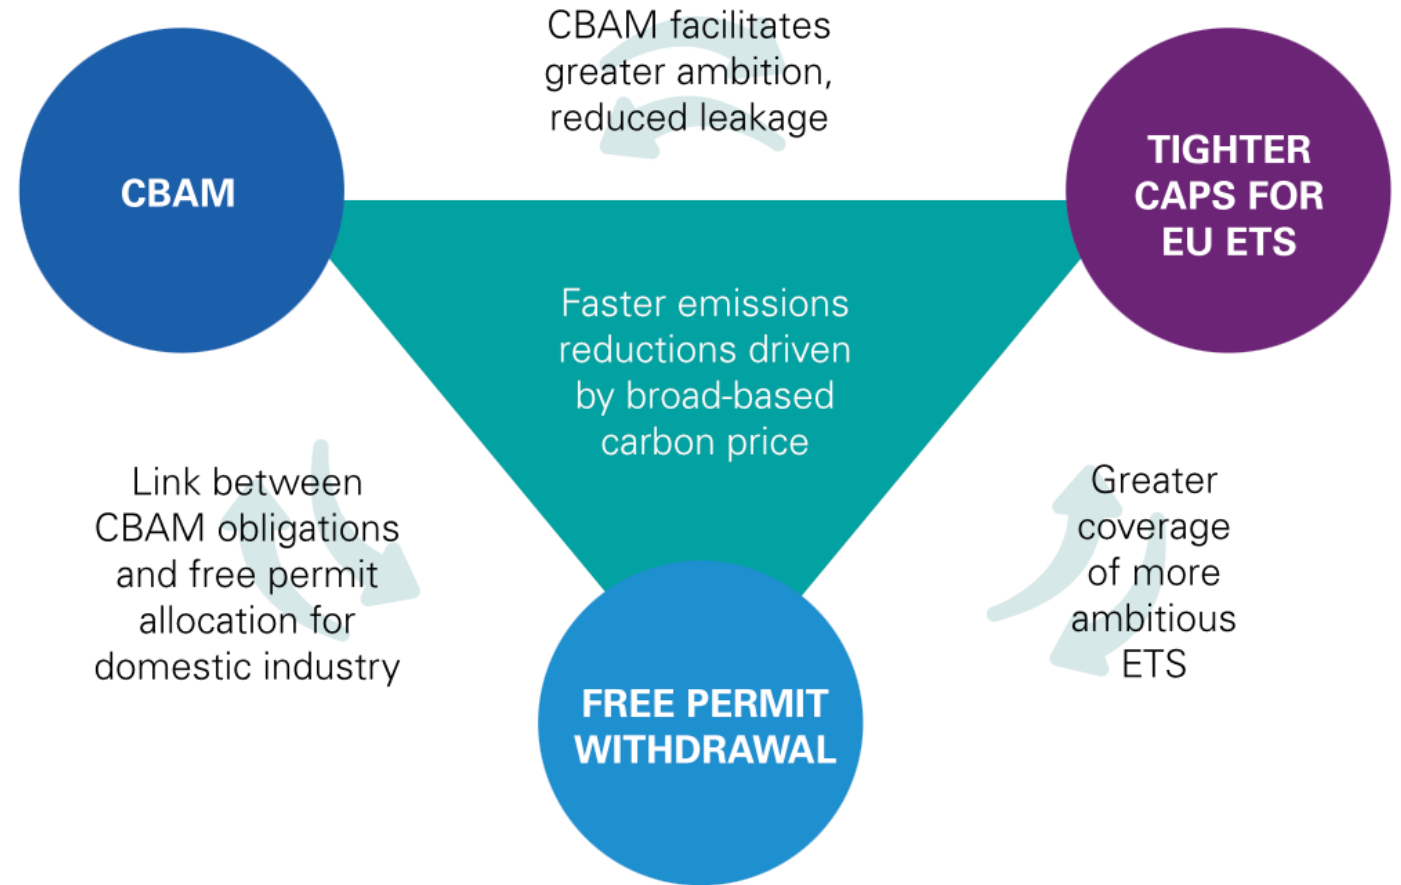 CBAM facilitates
greater ambition,
reduced leakage
CBAM
TIGHTER
CAPS FOR
EU ETS
Faster emissions
reductions driven
by broad-based
carbon price
Link between
CBAM obligations
and free permit
allocation for
domestic industry
Greater
coverage
of more
ambitious
ETS
FREE PERMIT
WITHDRAWAL